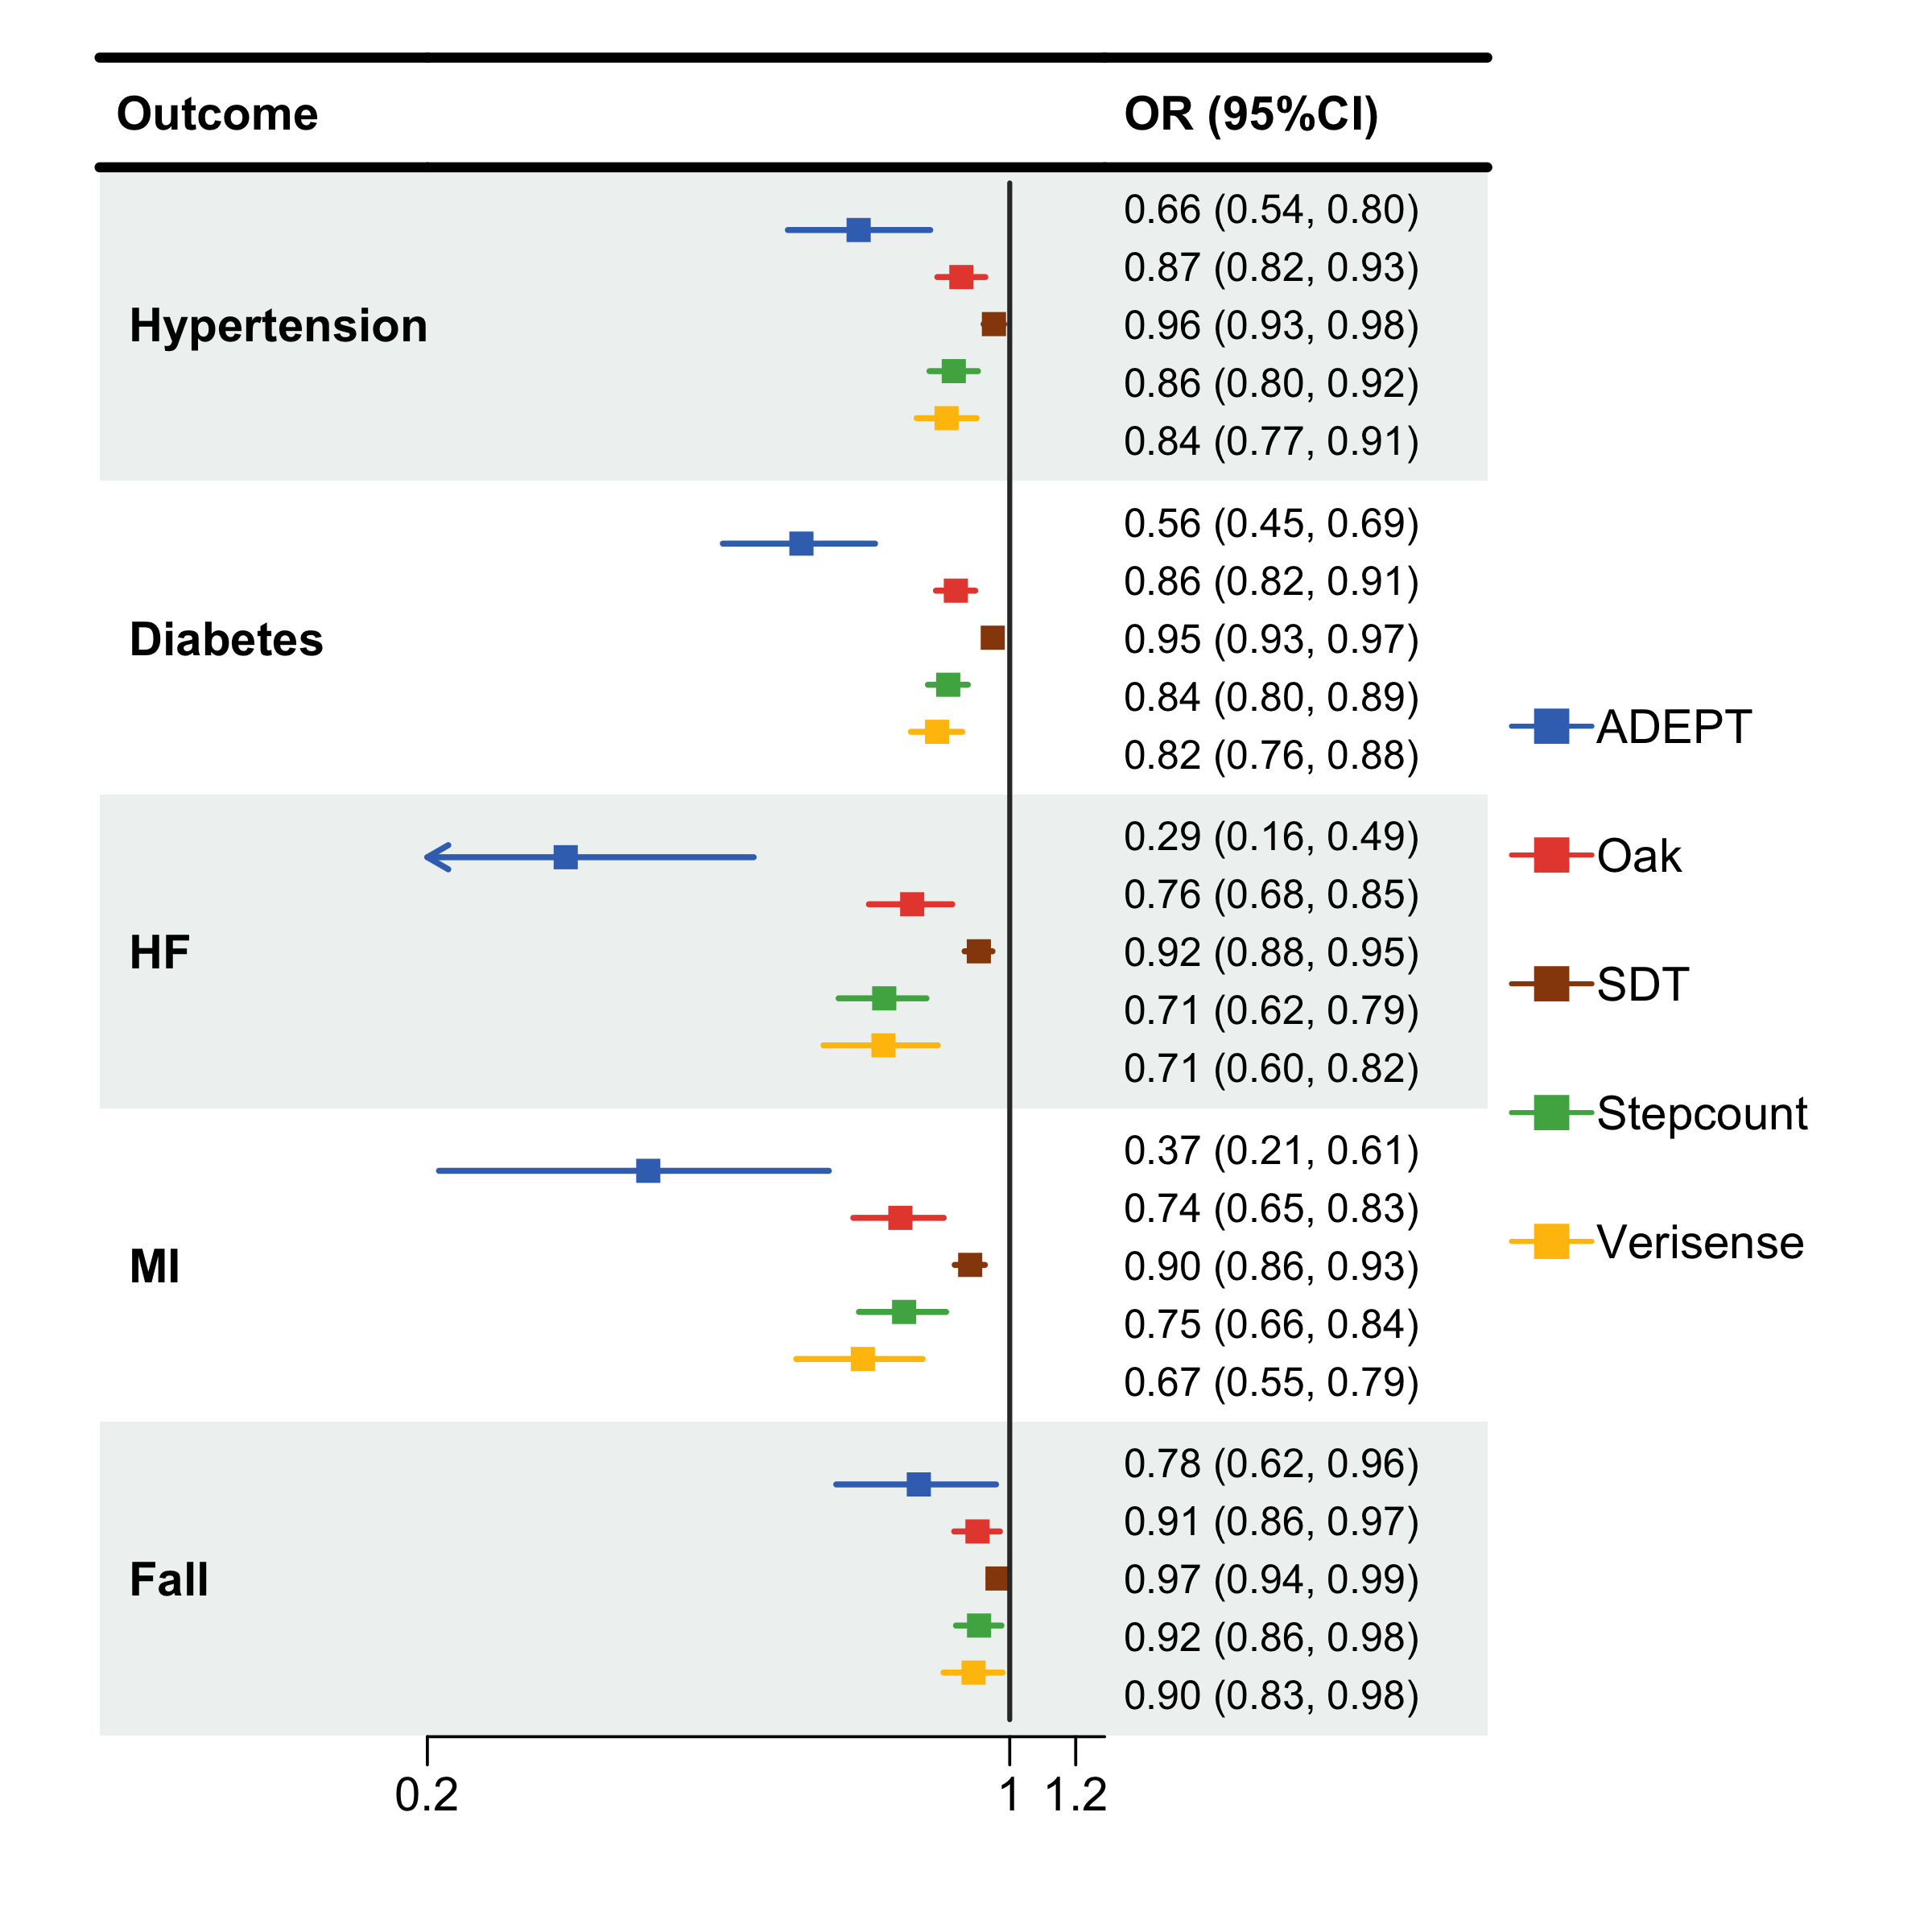 Outcome OR (95%CI)
Hypertension
0.66 (0.54, 0.80)
0.87 (0.82, 0.93)
0.96 (0.93, 0.98)
0.86 (0.80, 0.92)
0.84 (0.77, 0.91)
Diabetes
0.56 (0.45, 0.69)
0.86 (0.82, 0.91)
0.95 (0.93, 0.97)
0.84 (0.80, 0.89)
0.82 (0.76, 0.88)
HF
0.29 (0.16, 0.49)
0.76 (0.68, 0.85)
0.92 (0.88, 0.95)
0.71 (0.62, 0.79)
0.71 (0.60, 0.82)
MI
0.37 (0.21, 0.61)
0.74 (0.65, 0.83)
0.90 (0.86, 0.93)
0.75 (0.66, 0.84)
0.67 (0.55, 0.79)
Fall
0.78 (0.62, 0.96)
0.91 (0.86, 0.97)
0.97 (0.94, 0.99)
0.92 (0.86, 0.98)
0.90 (0.83, 0.98)
0.2 1 1.2
ADEPT
Oak
SDT
Stepcount
Verisense